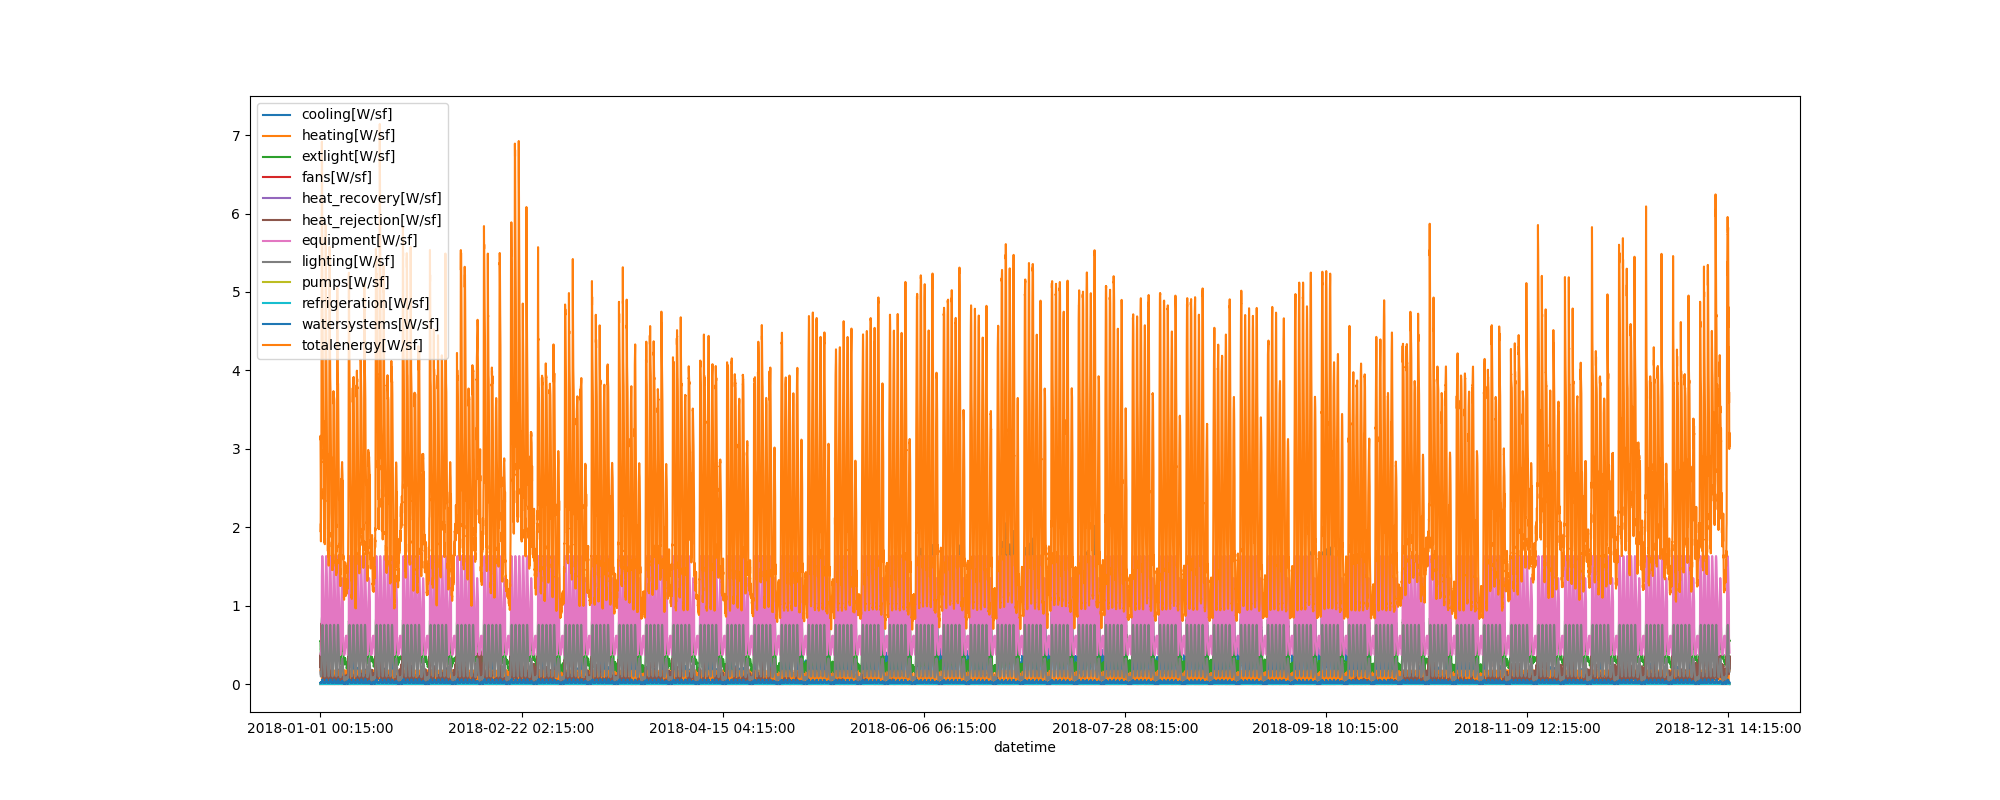 cooling[W/sf]
heating[W/sf]
extlight[W/sf]
fans[W/sf]
heat_recovery[W/sf]
heat_rejection[W/sf]
equipment[W/sf]
lighting[W/sf]
pumps[W/sf]
refrigeration[W/sf]
watersystems[W/sf]
totalenergy[W/sf]
7
6
5
4
3
2
1
0
2018-01-01 00:15:00 2018-02-22 02:15:00 2018-04-15 04:15:00 2018-06-06 06:15:00 2018-07-28 08:15:00 2018-09-18 10:15:00 2018-11-09 12:15:00 2018-12-31 14:15:00
datetime